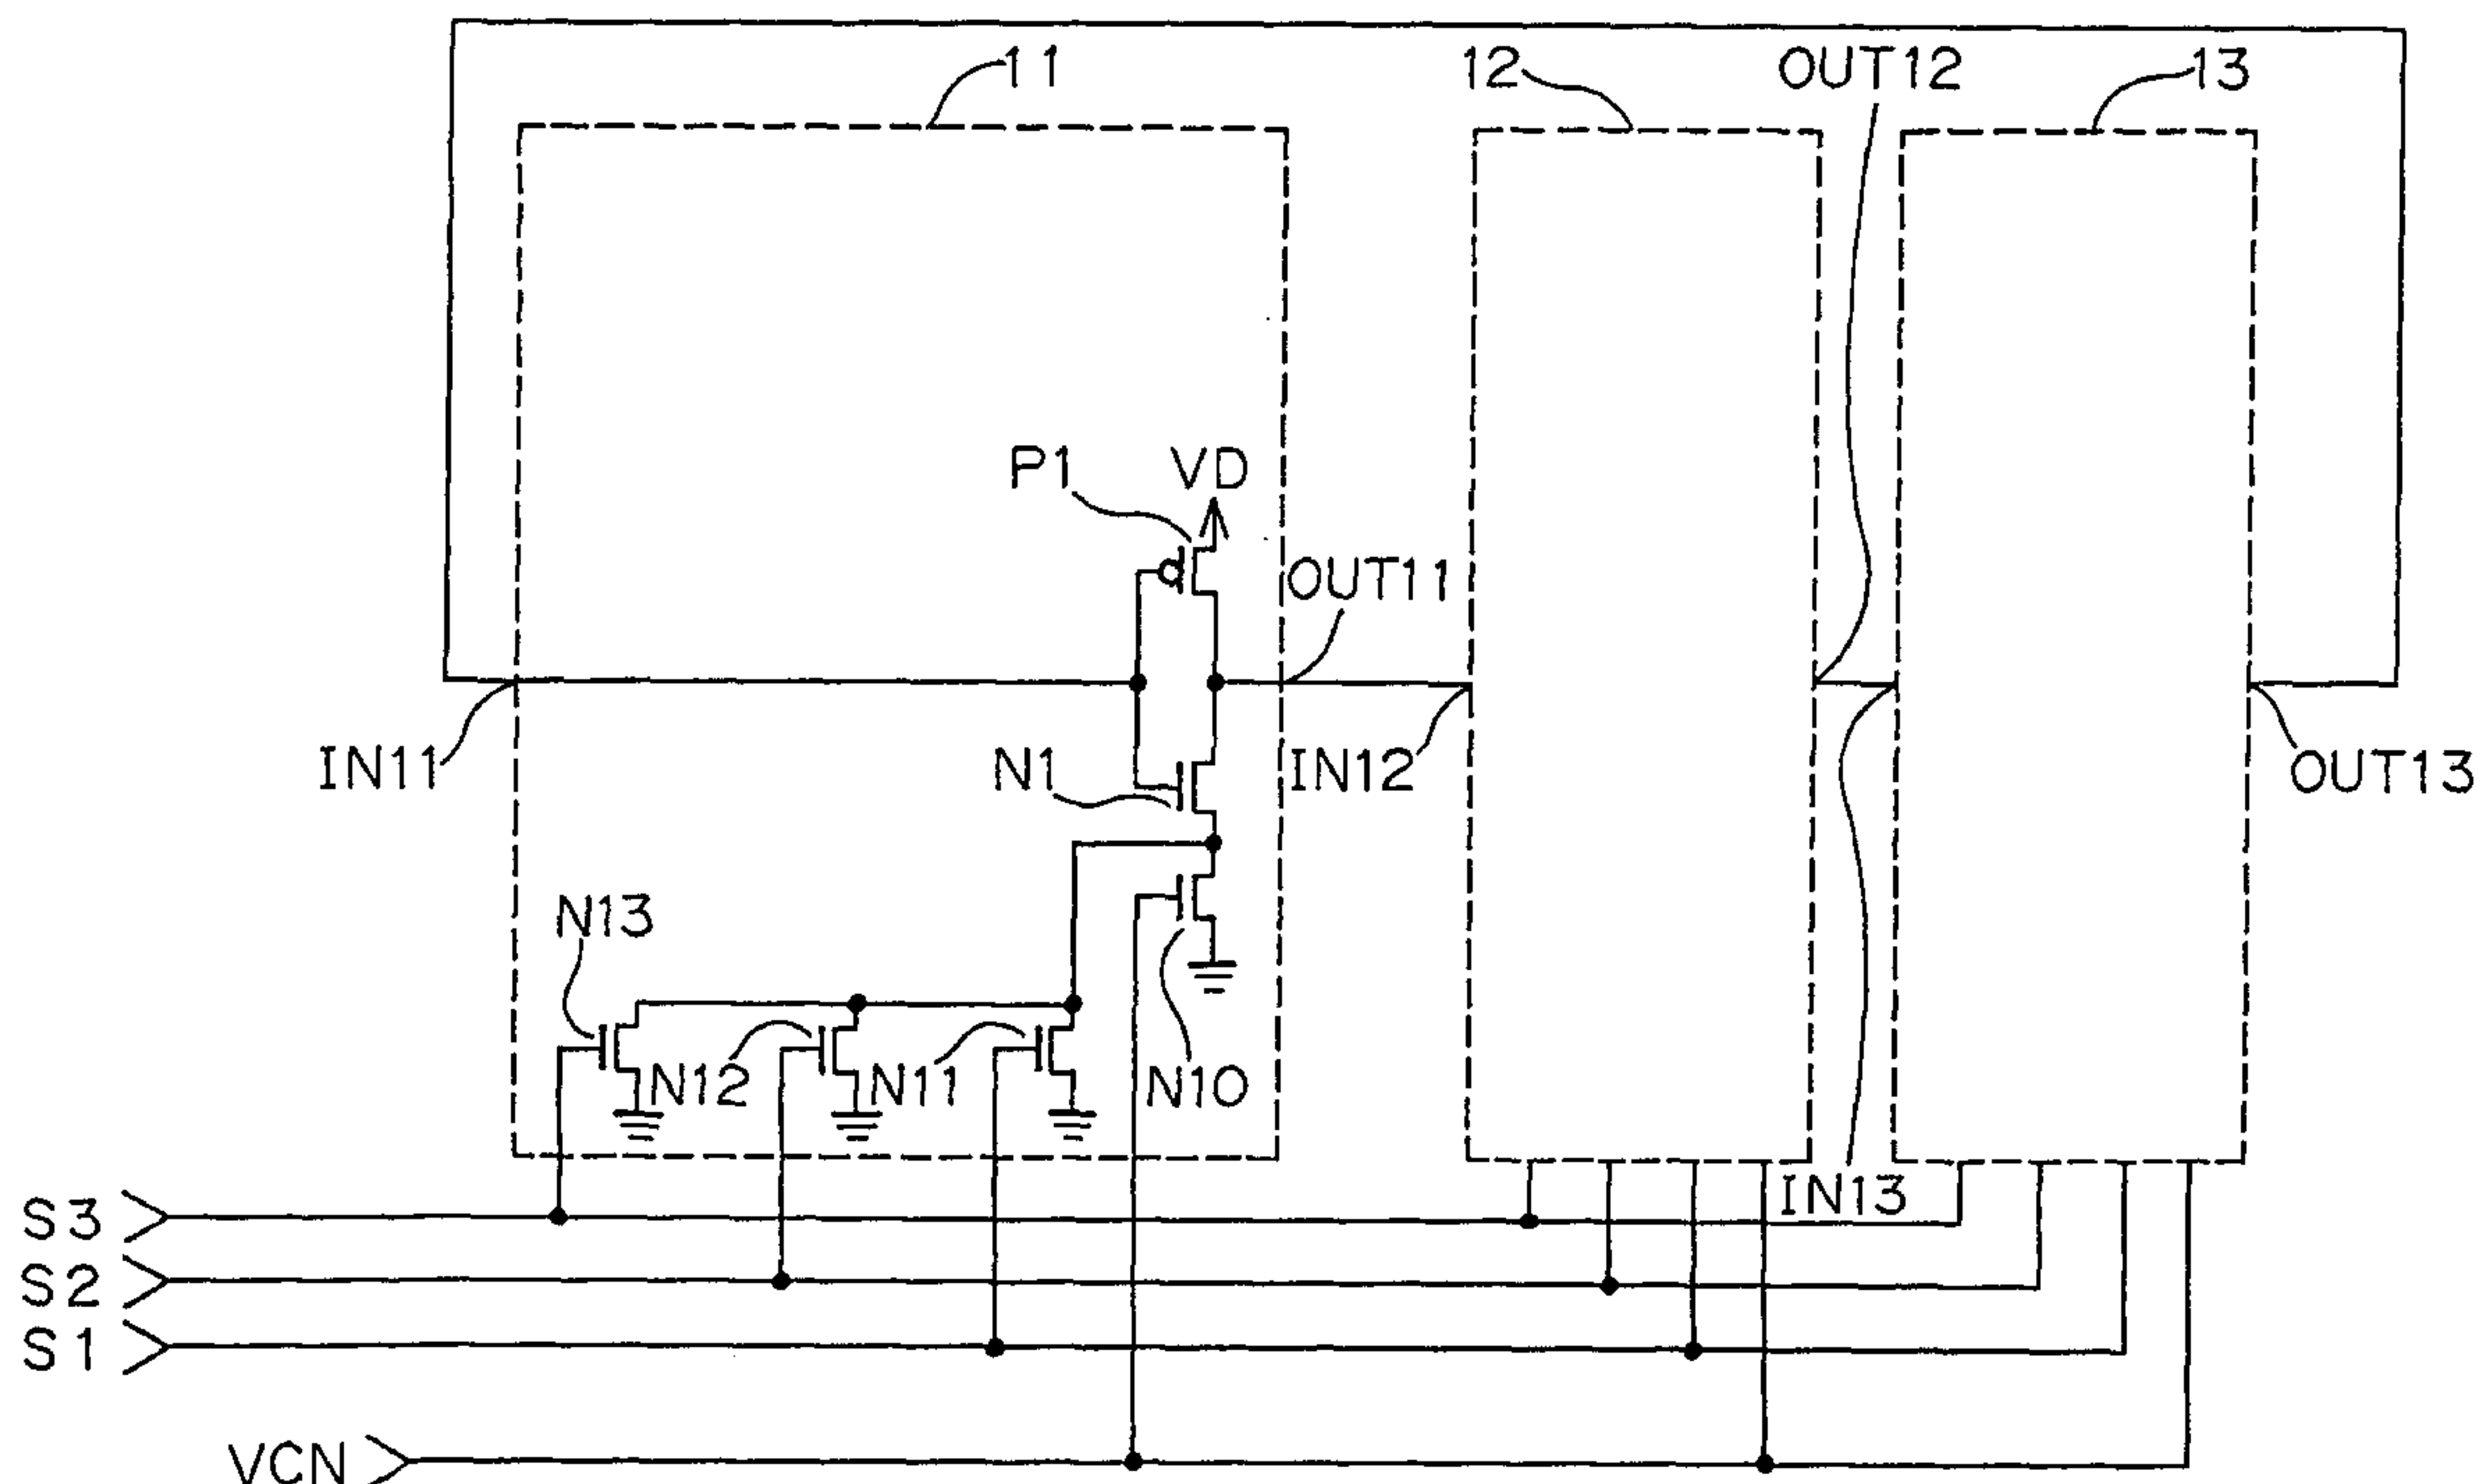 11
12
OUT12
13
P1
VD
OUT11
IN11
N1
IN12
OUT13
N13
N12
N11
N10
IN13
S3
S2
S1
VCN